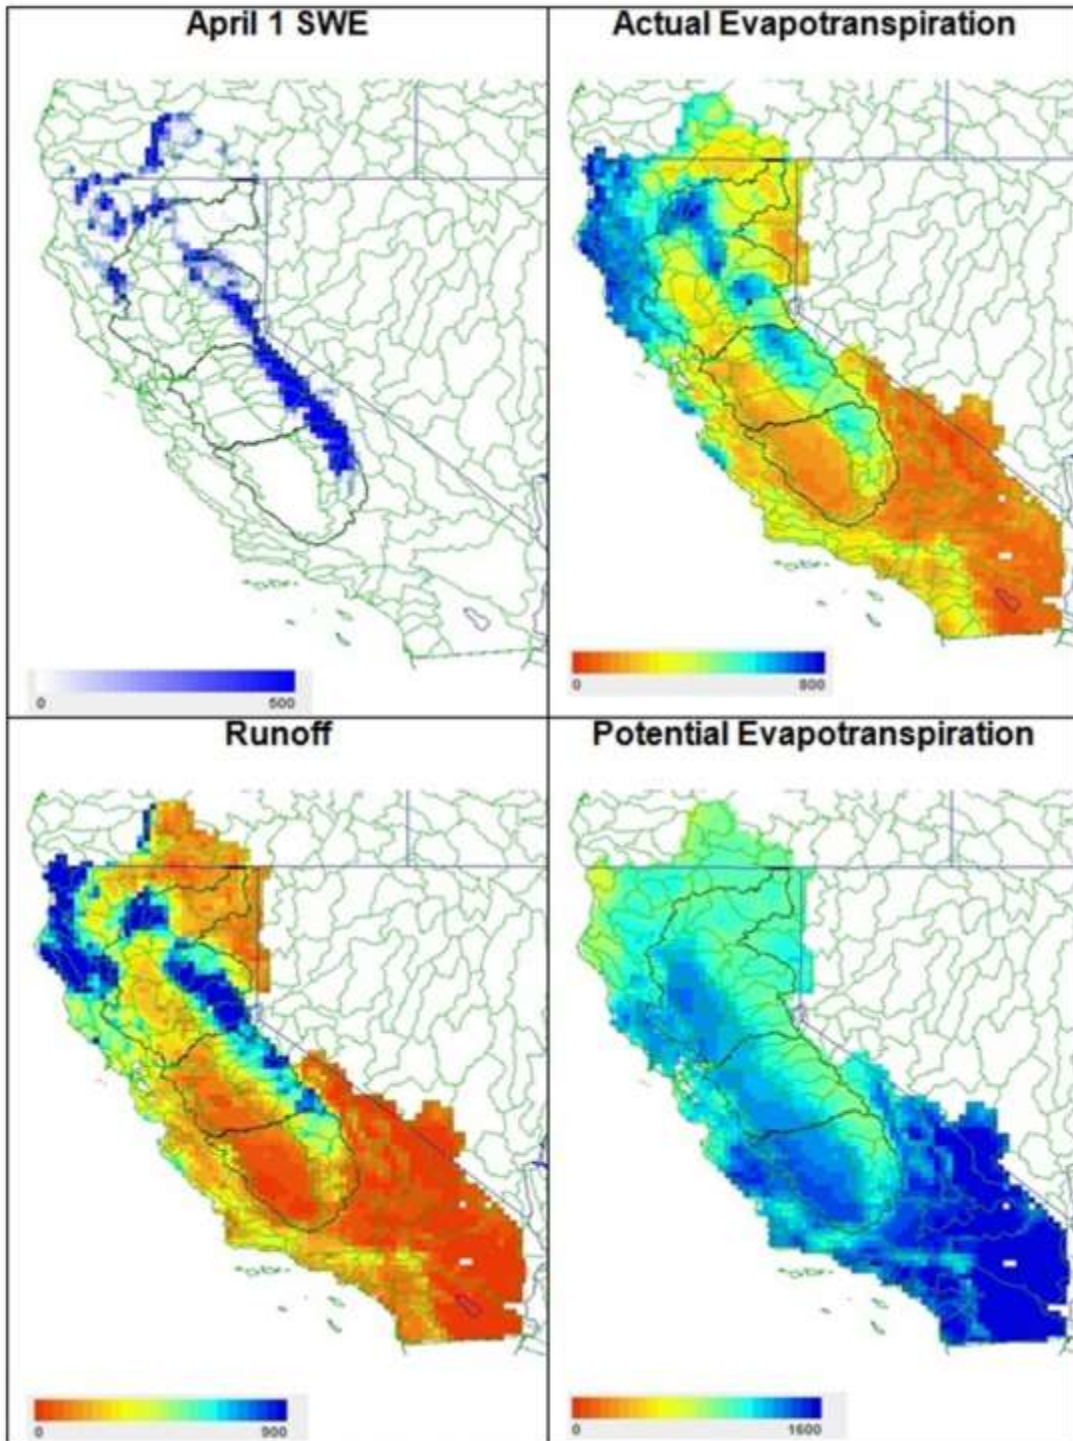 April 1 SWE
Actual Evapotranspiration
0
500
0
800
Runoff
Potential Evapotranspiration
0
900
0
1600